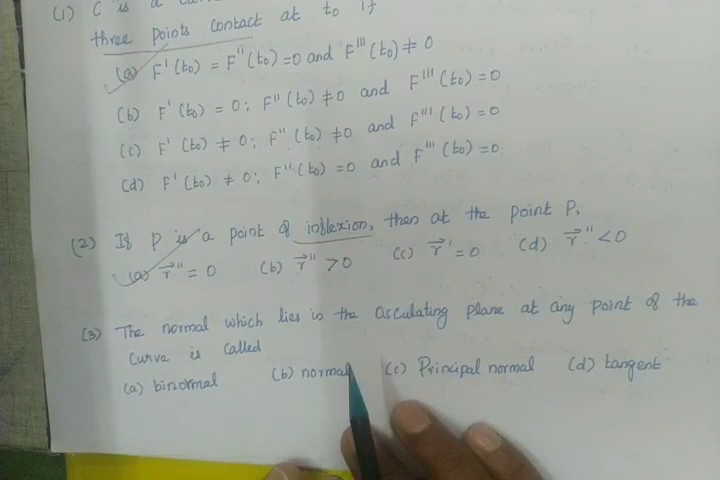 (1) C is a
three points contact at t₀ if
(a) F'(t₀) = F''(t₀) = 0 and F'''(t₀) ≠ 0
(b) F'(t₀) = 0; F''(t₀) ≠ 0 and F'''(t₀) = 0
(c) F'(t₀) ≠ 0; F''(t₀) ≠ 0 and F'''(t₀) = 0
(d) F'(t₀) ≠ 0; F''(t₀) = 0 and F'''(t₀) = 0
(2) If P is a point of inflexion, then at the point P,
(a) r⃗'' = 0 (b) r⃗'' > 0 (c) r⃗' = 0 (d) r⃗'' < 0
(3) The normal which lies in the osculating plane at any point of the
curve is called
(a) binormal (b) normal (c) Principal normal (d) tangent